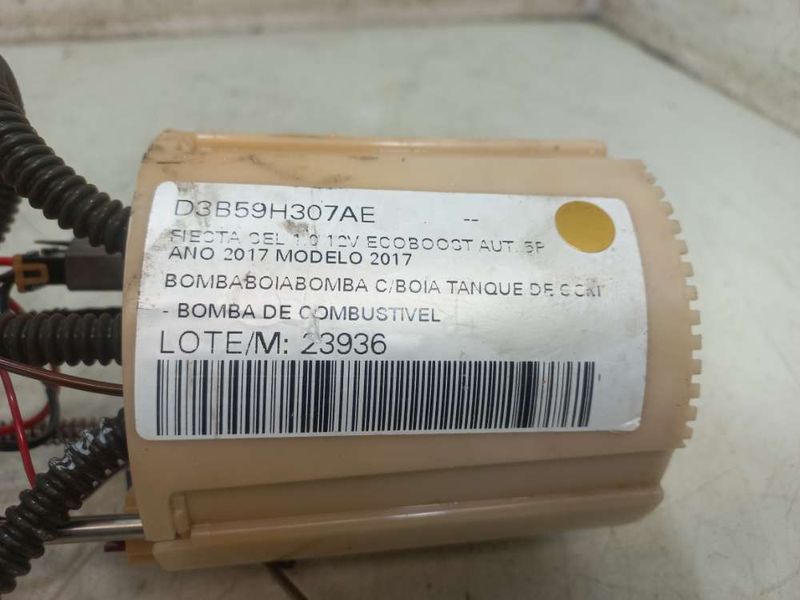 D3B59H307AE --
FIESTA SEL 1.0 12V ECOBOOST AUT. 5P
ANO 2017 MODELO 2017
BOMBABOIABOMBA C/BOIA TANQUE DE
- BOMBA DE COMBUSTIVEL
LOTE/M: 23936